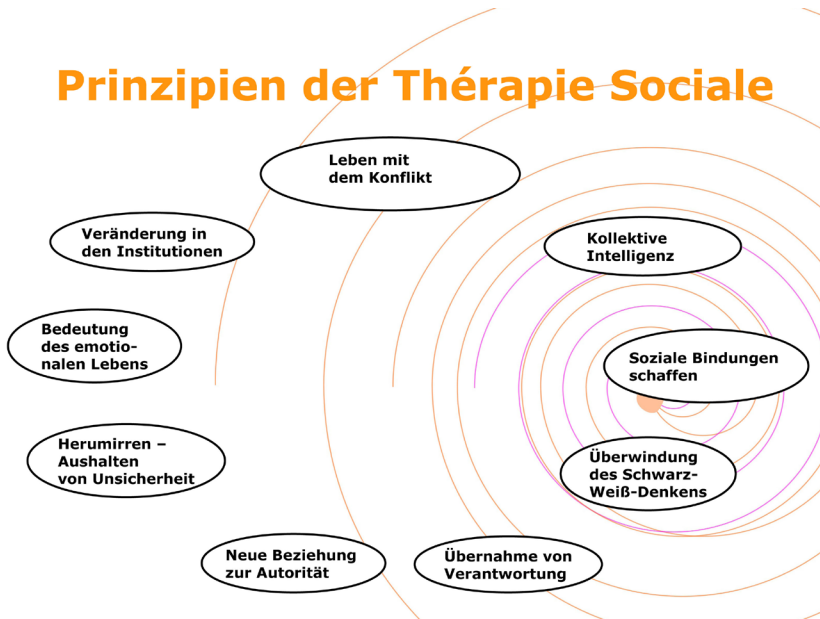 Prinzipien der Thérapie Sociale
Leben mit
dem Konflikt
Veränderung in
den Institutionen
Kollektive
Intelligenz
Bedeutung
des emotio-
nalen Lebens
Soziale Bindungen
schaffen
Herumirren –
Aushalten
von Unsicherheit
Überwindung
des Schwarz-
Weiß-Denkens
Neue Beziehung
zur Autorität
Übernahme von
Verantwortung